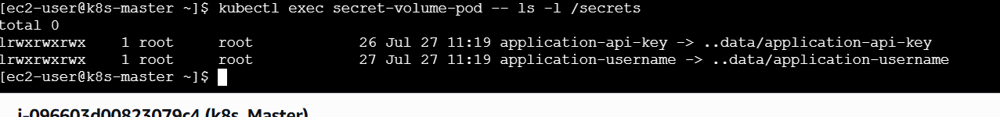 [ec2-user@k8s-master ~]$ kubectl exec secret-volume-pod -- ls -l /secrets
total 0
lrwxrwxrwx 1 root root 26 Jul 27 11:19 application-api-key -> ..data/application-api-key
lrwxrwxrwx 1 root root 27 Jul 27 11:19 application-username -> ..data/application-username
[ec2-user@k8s-master ~]$
i-096603d00823079c4 (k8s_Master)